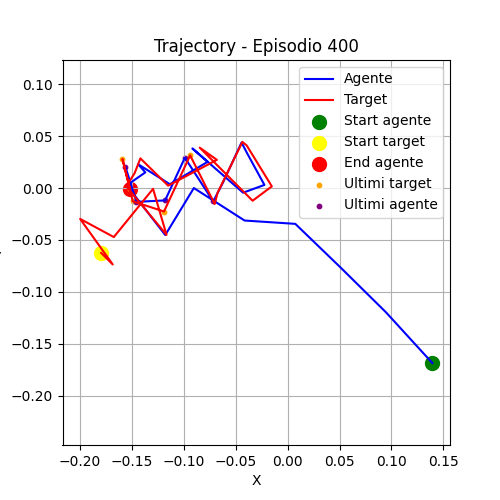 Trajectory - Episodio 400
Agente
Target
Start agente
Start target
End agente
Ultimi target
Ultimi agente
0.10
0.05
0.00
−0.05
−0.10
−0.15
−0.20
−0.20 −0.15 −0.10 −0.05 0.00 0.05 0.10 0.15
X